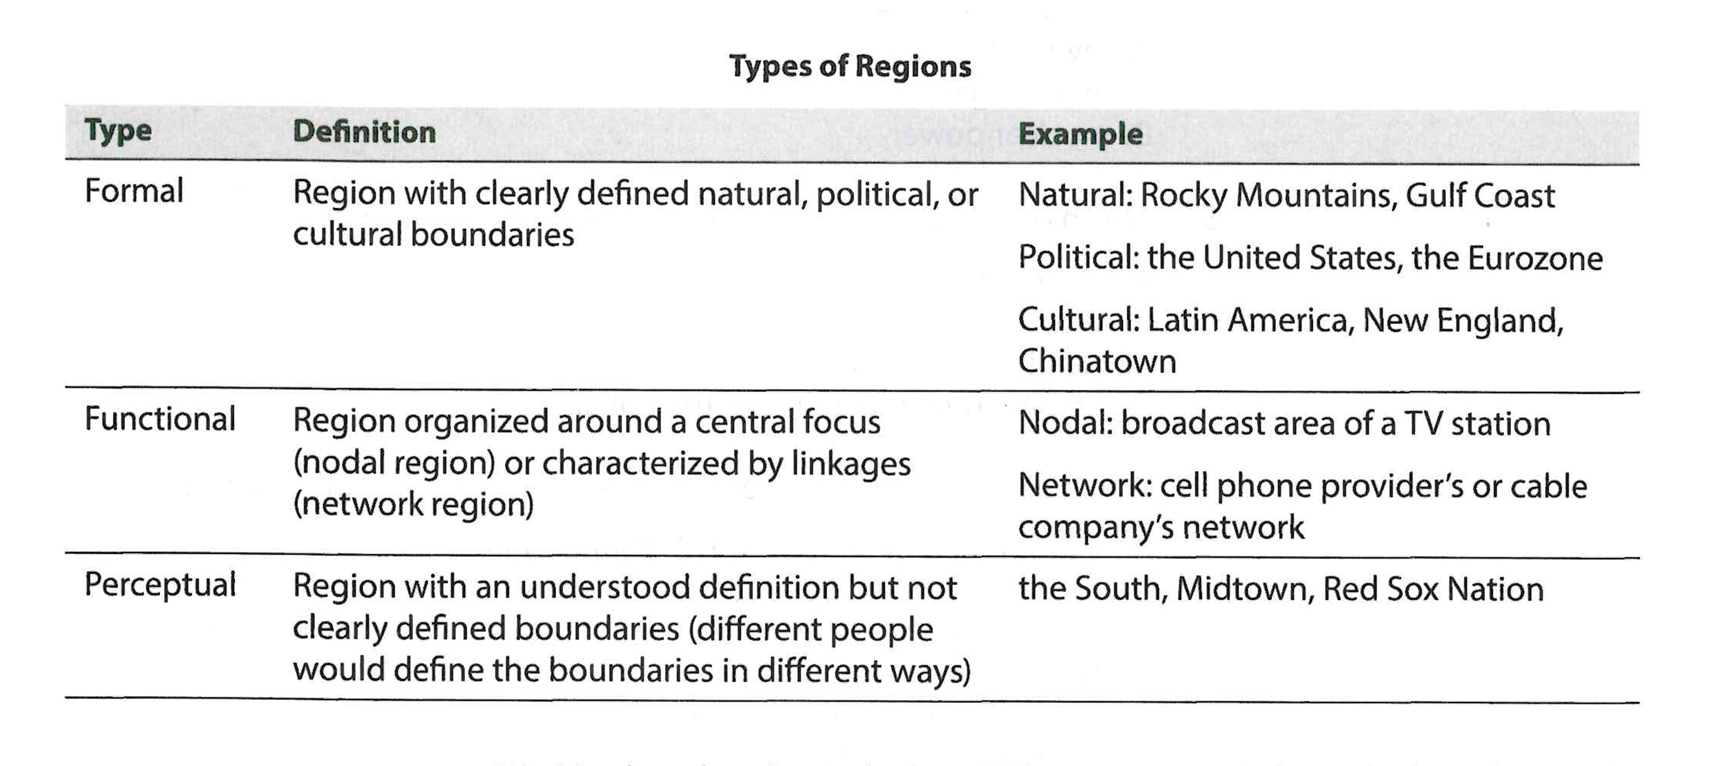 Types of Regions
Type Definition Example
Formal Region with clearly defined natural, political, or Natural: Rocky Mountains, Gulf Coast
cultural boundaries
Political: the United States, the Eurozone
Cultural: Latin America, New England,
Chinatown
Functional Region organized around a central focus Nodal: broadcast area of a TV station
(nodal region) or characterized by linkages
Network: cell phone provider's or cable
(network region)
company's network
Perceptual Region with an understood definition but not the South, Midtown, Red Sox Nation
clearly defined boundaries (different people
would define the boundaries in different ways)